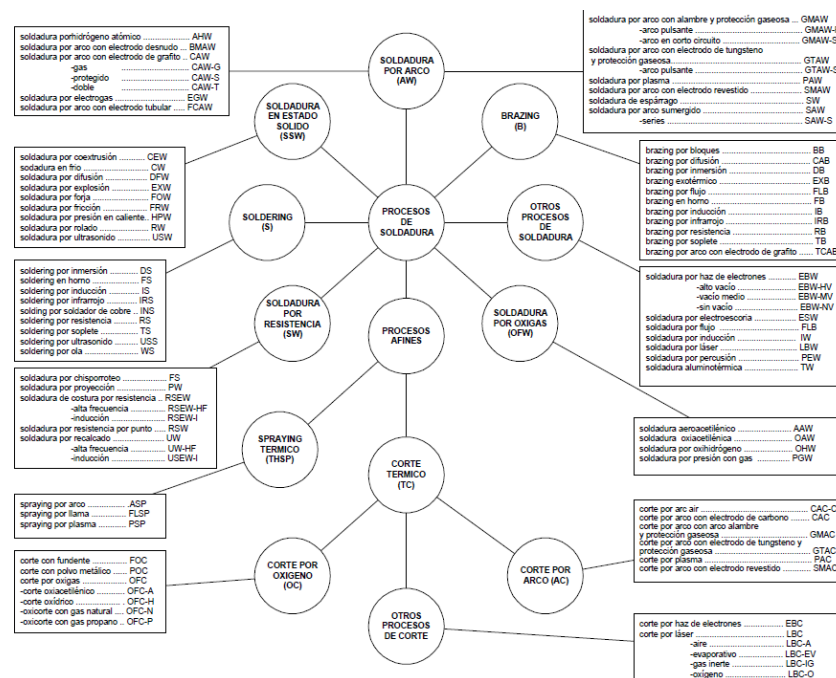 soldadura porhidrógeno atómico ................ AHW
soldadura por arco con electrodo desnudo .. BMAW
soldadura por arco con electrodo de grafito .. CAW
-gas ........................ CAW-G
-protegido ........................ CAW-S
-doble ........................ CAW-T
soldadura por electrogas ........................ EGW
soldadura por arco con electrodo tubular ..... FCAW
SOLDADURA
POR ARCO
(AW)
soldadura por arco con alambre y protección gaseosa ... GMAW
-arco pulsante ........................ GMAW-
-arco en corto circuito ................ GMAW-S
soldadura por arco con electrodo de tungsteno
y protección gaseosa........................ GTAW
-arco pulsante ........................ GTAW-S
soldadura por plasma ........................ PAW
soldadura por arco con electrodo revestido ................ SMAW
soldadura de espárrago ........................ SW
soldadura por arco sumergido ........................ SAW
-series ........................ SAW-S
SOLDADURA
EN ESTADO
SOLIDO
(SSW)
BRAZING
(B)
soldadura por coextrusión ........... CEW
sodadura en frio ........................ CW
soldadura por difusión ................ DFW
soldadura por explosión ............. EXW
soldadura por forja ................... FOW
soldadura por fricción ................ FRW
soldadura por presión en caliente.. HPW
soldadura por rolado ................. RW
soldadura por ultrasonido ........... USW
brazing por bloques ........................ BB
brazing por difusión ........................ CAB
brazing por inmersión ........................ DB
brazing exotérmico ........................ EXB
brazing por flujo ........................ FLB
brazing en horno ........................ FB
brazing por inducción ........................ IB
brazing por infrarrojo ........................ IRB
brazing por resistencia ........................ RB
brazing por soplete ........................ TB
brazing por arco con electrodo de grafito ...... TCAB
SOLDERING
(S)
PROCESOS
DE
SOLDADURA
OTROS
PROCESOS
DE
SOLDADURA
soldering por inmersión ........... DS
soldering en horno ................. FS
soldering por inducción ........... IS
soldering por infrarrojo ............ IRS
solding por soldador de cobre .. INS
soldering por resistencia ......... RS
soldering por soplete ............... TS
soldering por ultrasonido ......... USS
soldering por ola ..................... WS
SOLDADURA
POR
RESISTENCIA
(SW)
PROCESOS
AFINES
SOLDADURA
POR OXIGAS
(OFW)
soldadura por haz de electrones ............ EBW
-alto vacío ............ EBW-HV
-vacío medio ......... EBW-MV
-sin vacío .............. EBW-NV
soldadura por electroescoria ............ ESW
soldadura por flujo ........................ FLB
soldadura por inducción ................ IW
soldadura por láser ........................ LBW
soldadura por percusión ................ PEW
soldadura aluminotérmica .............. TW
soldadura por chisporroteo ............ FS
soldadura por proyección .............. PW
soldadura de costura por resistencia .. RSEW
-alta frecuencia ............ RSEW-HF
-inducción ................... RSEW-I
soldadura por resistencia por punto ..... RSW
soldadura por recalcado ................ UW
-alta frecuencia ............ UW-HF
-inducción ................... USEW-I
SPRAYING
TERMICO
(THSP)
CORTE
TERMICO
(TC)
soldadura aeroacetilénico ............ AAW
soldadura oxiacetilénica ............. OAW
soldadura por oxihidrógeno ......... OHW
soldadura por presión con gas .... PGW
spraying por arco ............ .ASP
spraying por llama ........... FLSP
spraying por plasma ......... PSP
corte por arc air ........................ CAC-
corte por arco con electrodo de carbono .... CAC
corte por arco con arco alambre
y protección gaseosa ........................ GMAC
corte por arco con electrodo de tungsteno y
protección gaseosa ........................ GTAC
corte por plasma ........................ PAC
corte por arco con electrodo revestido ........ SMAC
corte con fundente ................... FOC
corte con polvo metálico .......... POC
corte por oxigas ...................... OFC
-corte oxiacetilénico ............... OFC-A
-corte oxídrico ...................... . OFC-H
-oxicorte con gas natural .... OFC-N
-oxicorte con gas propano .. OFC-P
CORTE POR
OXIGENO
(OC)
CORTE POR
ARCO (AC)
OTROS
PROCESOS
DE CORTE
corte por haz de electrones ............ EBC
corte por láser ........................ LBC
-aire ........................ LBC-A
-evaporativo ............ LBC-EV
-gas inerte ............... LBC-IG
-oxígeno .................. LBC-O